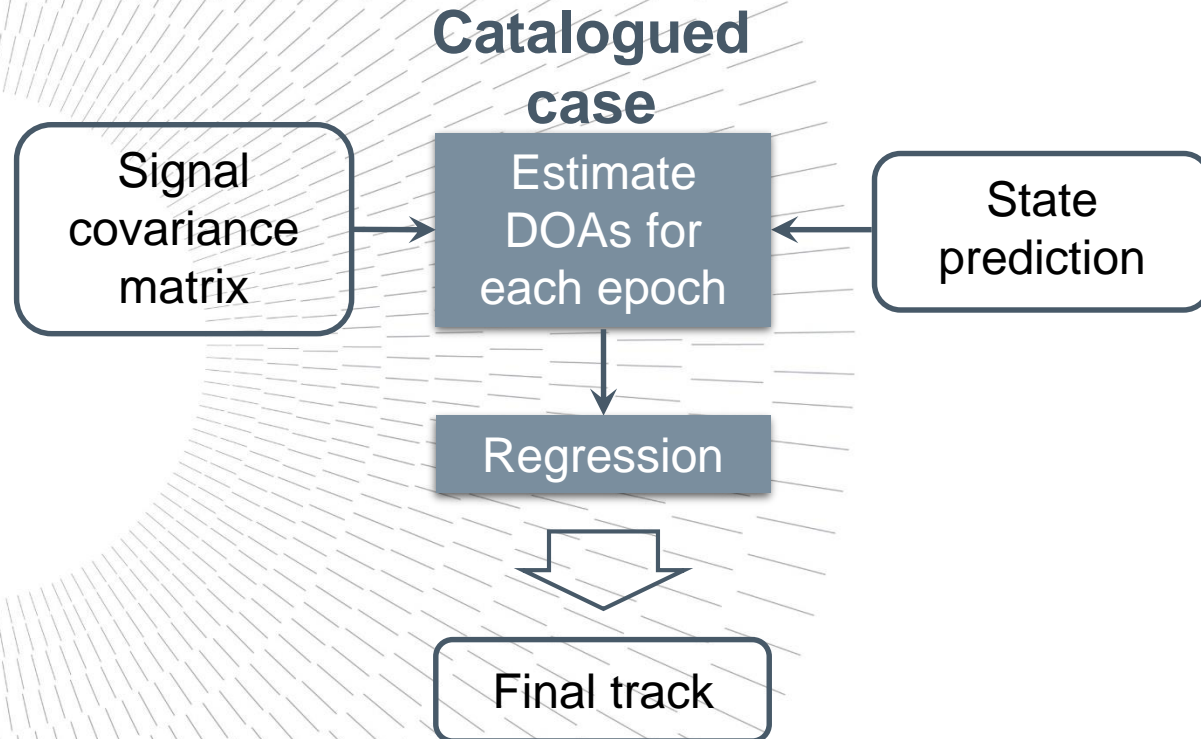 Catalogued
case
Signal
covariance
matrix
Estimate
DOAs for
each epoch
State
prediction
Regression
Final track